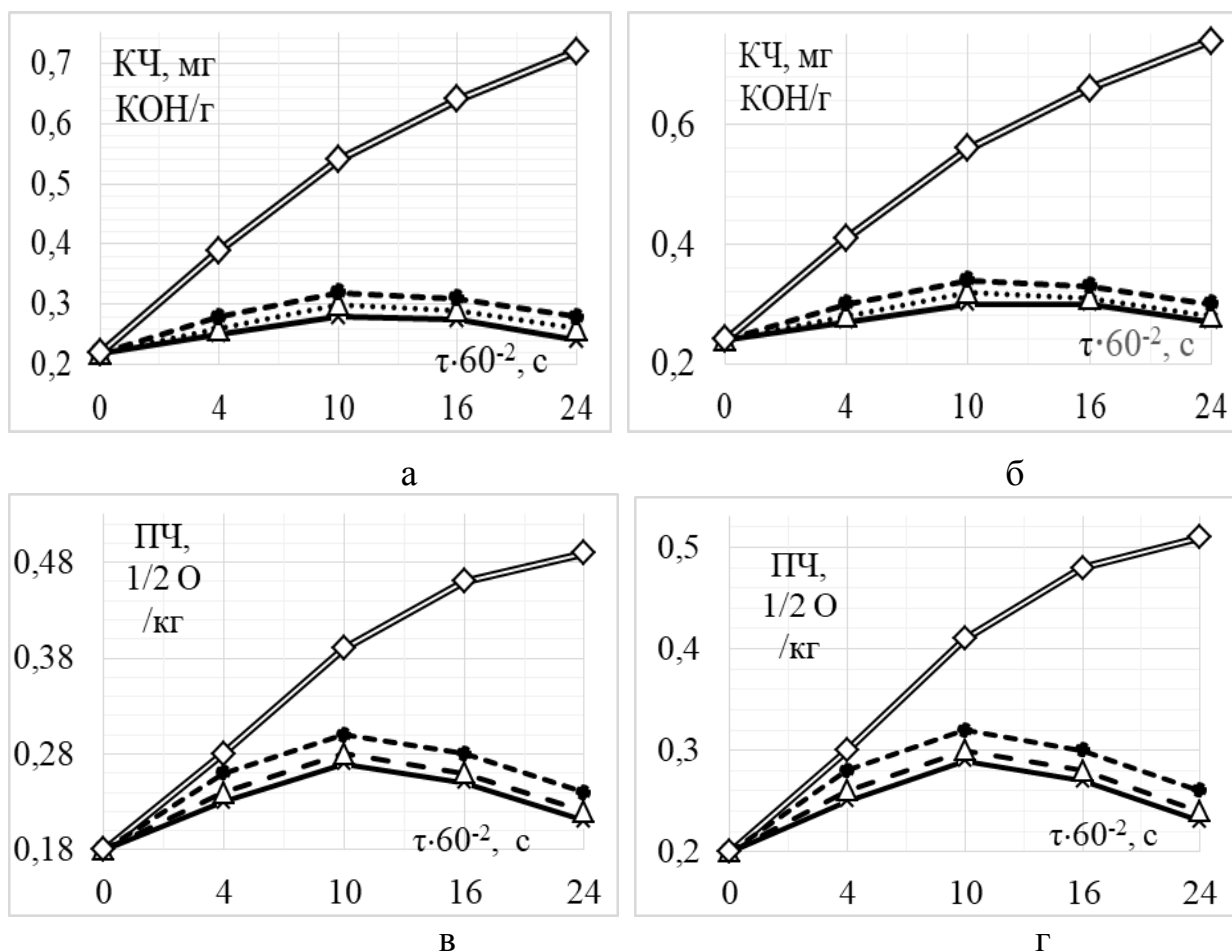 КЧ, мг
КОН/г
0,7
0,6
0,5
0,4
0,3
0,2
τ·60⁻², с
0 4 10 16 24
а
КЧ, мг
КОН/г
0,6
0,4
0,2
τ·60⁻², с
0 4 10 16 24
б
ПЧ,
1/2 О
/кг
0,48
0,38
0,28
0,18
τ·60⁻², с
0 4 10 16 24
в
ПЧ,
1/2 О
/кг
0,5
0,4
0,3
0,2
τ·60⁻², с
0 4 10 16 24
г